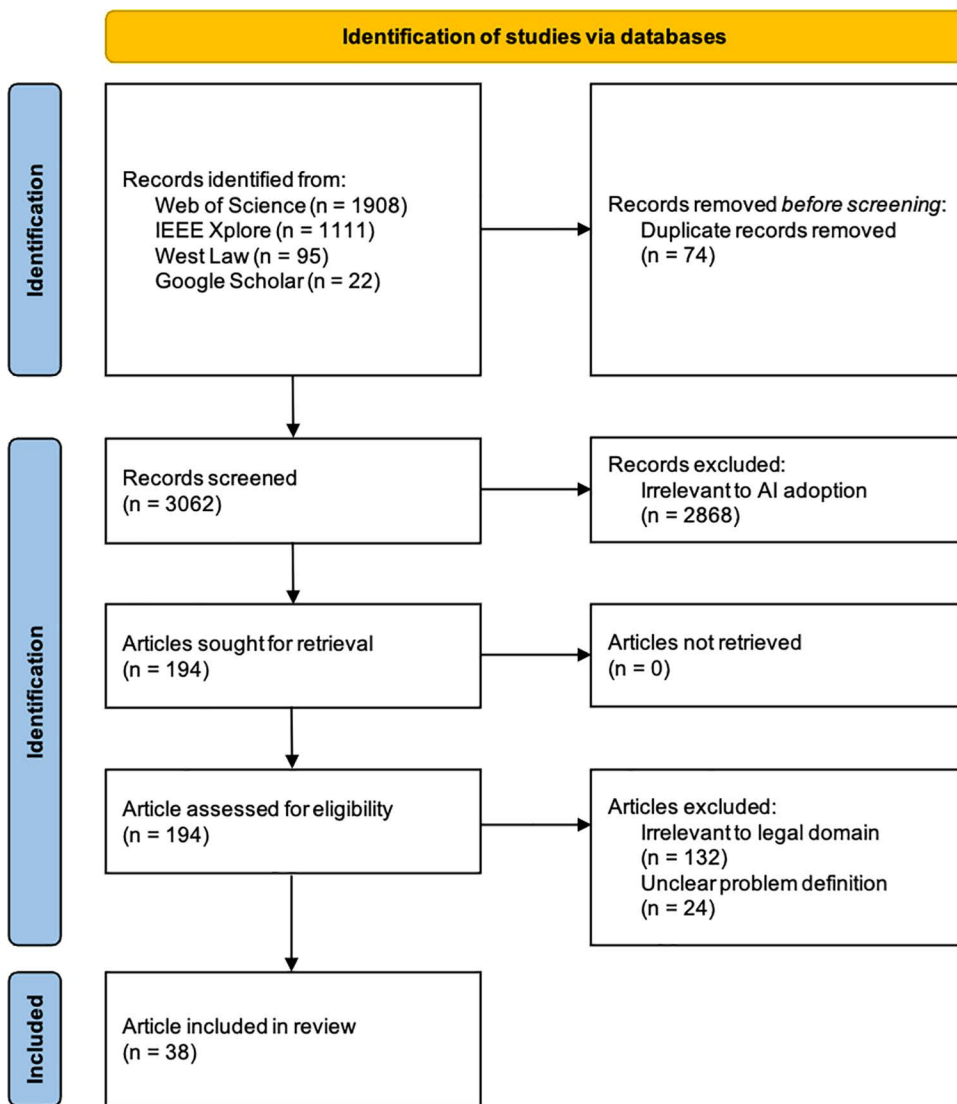 Identification of studies via databases
Identification
Records identified from:
Web of Science (n = 1908)
IEEE Xplore (n = 1111)
West Law (n = 95)
Google Scholar (n = 22)
Records removed before screening:
Duplicate records removed
(n = 74)
Identification
Records screened
(n = 3062)
Records excluded:
Irrelevant to AI adoption
(n = 2868)
Articles sought for retrieval
(n = 194)
Articles not retrieved
(n = 0)
Article assessed for eligibility
(n = 194)
Articles excluded:
Irrelevant to legal domain
(n = 132)
Unclear problem definition
(n = 24)
Included
Article included in review
(n = 38)